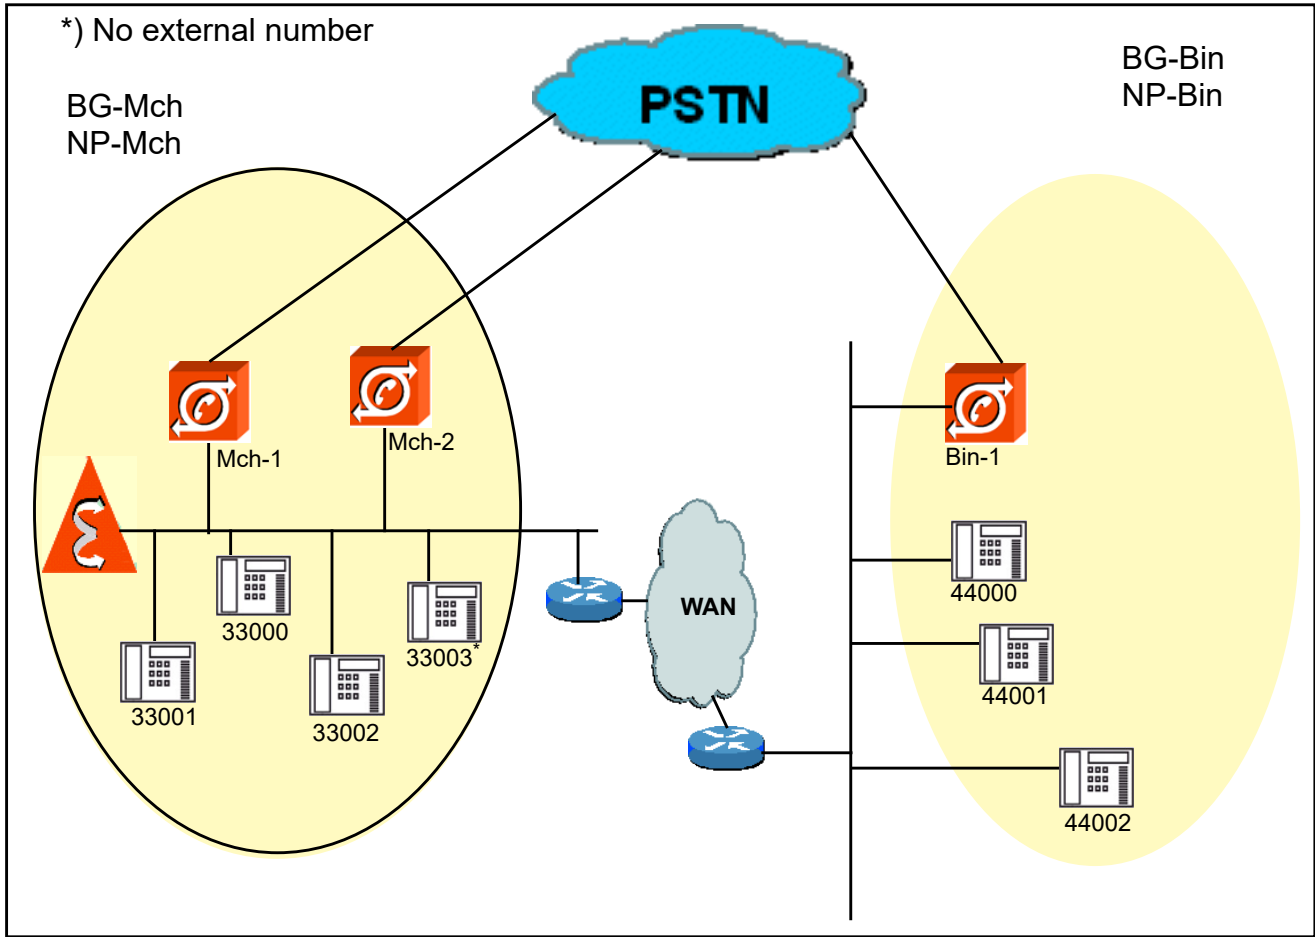 *) No external number
BG-Mch
NP-Mch
PSTN
BG-Bin
NP-Bin
Mch-1
Mch-2
Bin-1
33000
33001
33002
33003*
WAN
44000
44001
44002